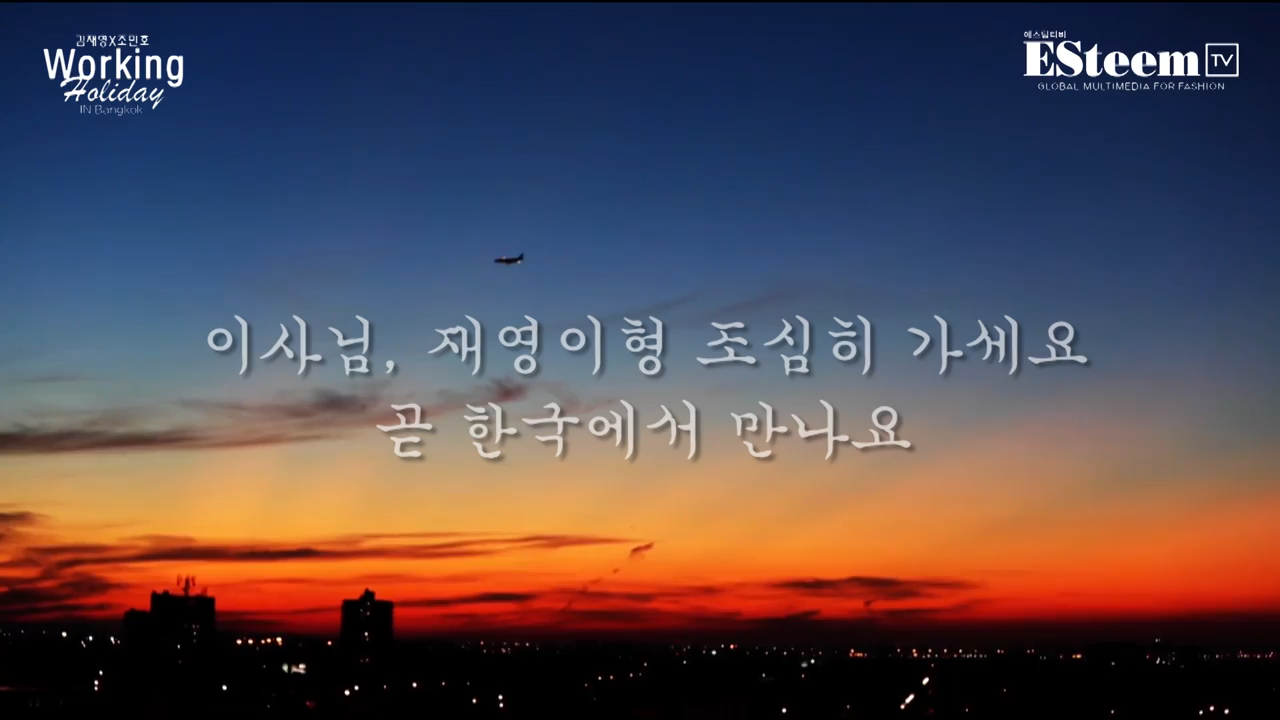 김재영X조민호
Working
Holiday
IN Bangkok
에스팀티비
ESteem TV
GLOBAL MULTIMEDIA FOR FASHION
이사님, 재영이형 조심히 가세요
곧 한국에서 만나요